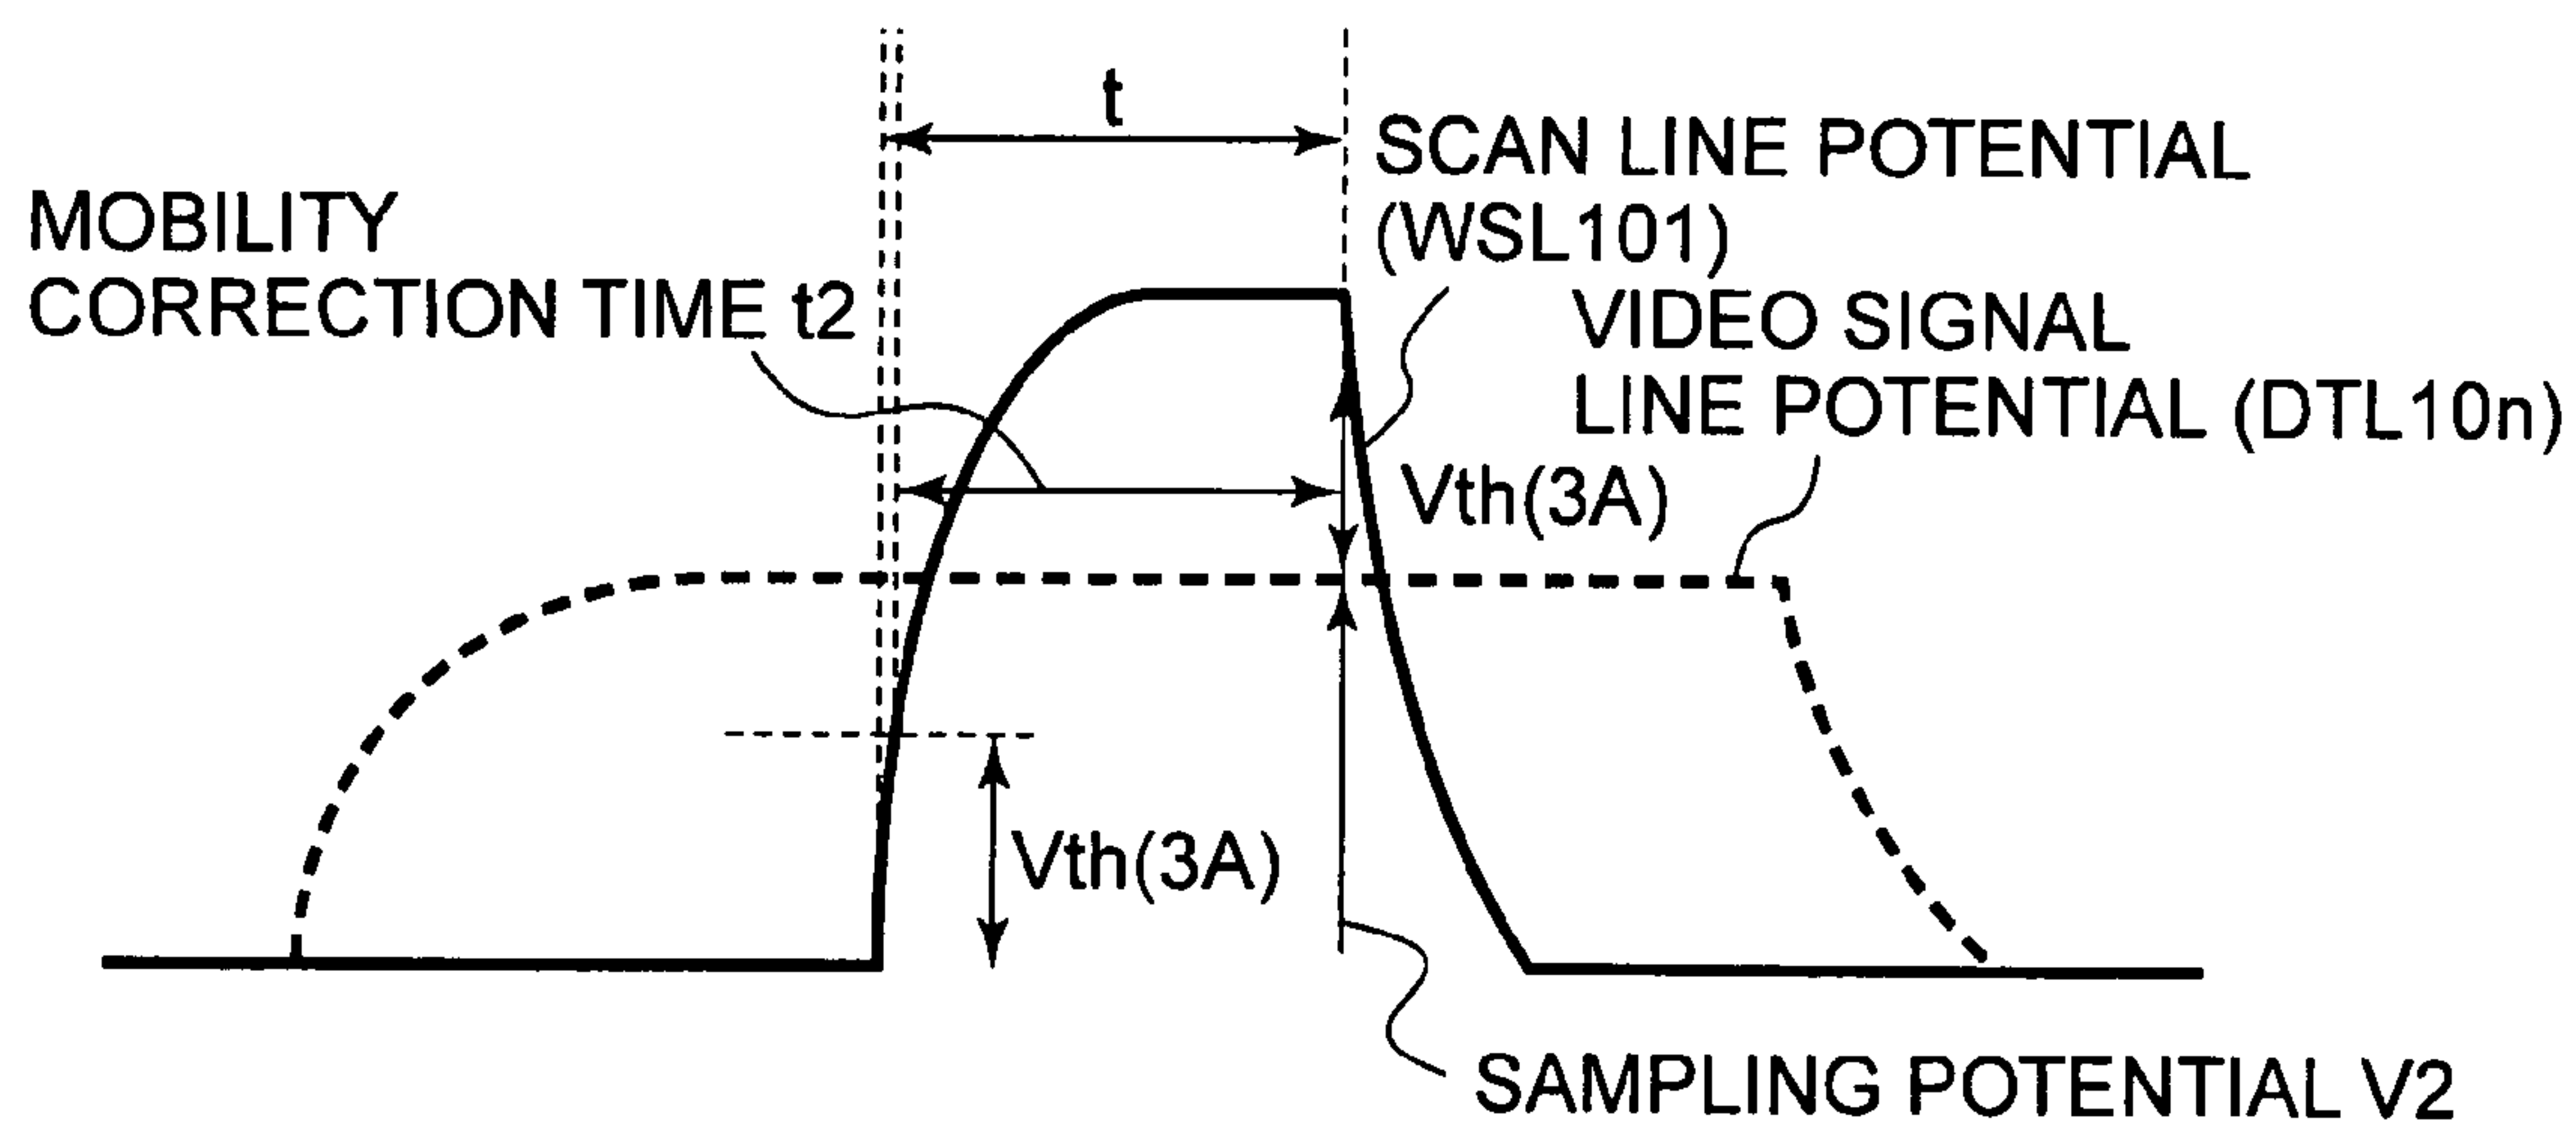 t
SCAN LINE POTENTIAL
(WSL101)
MOBILITY
CORRECTION TIME t2
VIDEO SIGNAL
LINE POTENTIAL (DTL10n)
Vth(3A)
Vth(3A)
SAMPLING POTENTIAL V2